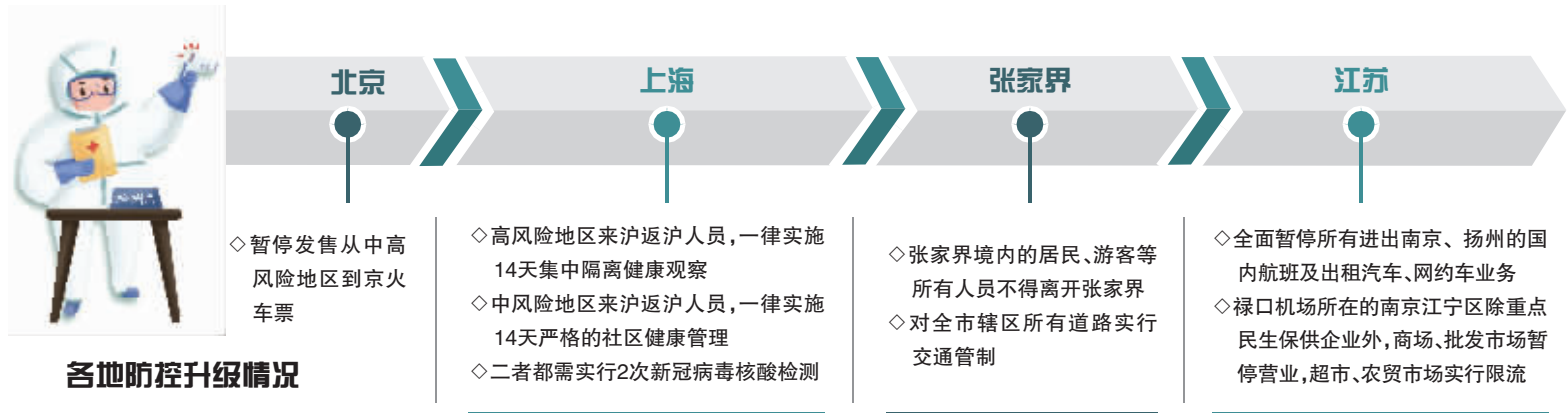 北京
上海
张家界
江苏
◇暂停发售从中高
风险地区到京火
车票
◇高风险地区来沪返沪人员,一律实施
14天集中隔离健康观察
◇中风险地区来沪返沪人员,一律实施
14天严格的社区健康管理
◇二者都需实行2次新冠病毒核酸检测
◇张家界境内的居民、游客等
所有人员不得离开张家界
◇对全市辖区所有道路实行
交通管制
◇全面暂停所有进出南京、扬州的国
内航班及出租汽车、网约车业务
◇禄口机场所在的南京江宁区除重点
民生保供企业外,商场、批发市场暂
停营业,超市、农贸市场实行限流
各地防控升级情况